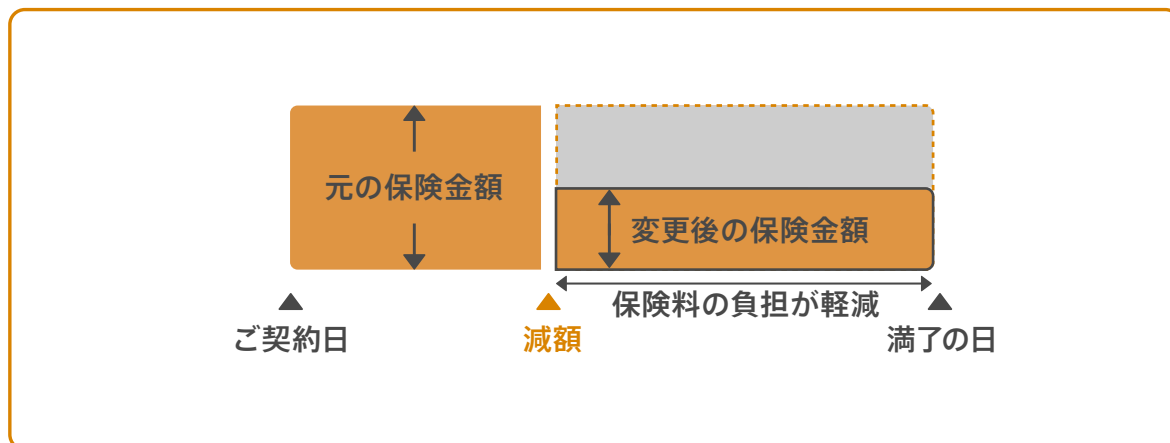 元の保険金額
変更後の保険金額
保険料の負担が軽減
ご契約日
減額
満了の日